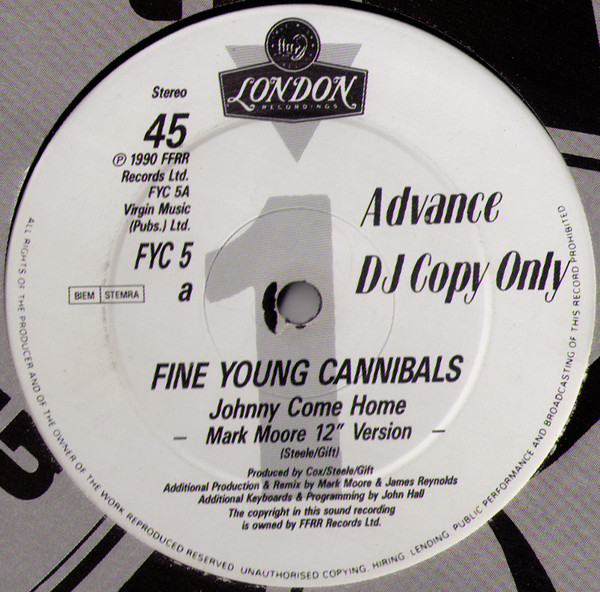 ffrr
LONDON
RECORDINGS
Stereo
45
℗ 1990 FFRR
Records Ltd.
FYC 5A
Virgin Music
(Pubs.) Ltd.
FYC 5
a
BIEM STEMRA
1
Advance
DJ Copy Only
FINE YOUNG CANNIBALS
Johnny Come Home
— Mark Moore 12" Version —
(Steele/Gift)
Produced by Cox/Steele/Gift
Additional Production & Remix by Mark Moore & James Reynolds
Additional Keyboards & Programming by John Hall
The copyright in this sound recording
is owned by FFRR Records Ltd.
ALL RIGHTS OF THE PRODUCER AND OF THE OWNER OF THE WORK REPRODUCED RESERVED. UNAUTHORISED COPYING, HIRING, LENDING, PUBLIC PERFORMANCE AND BROADCASTING OF THIS RECORD PROHIBITED